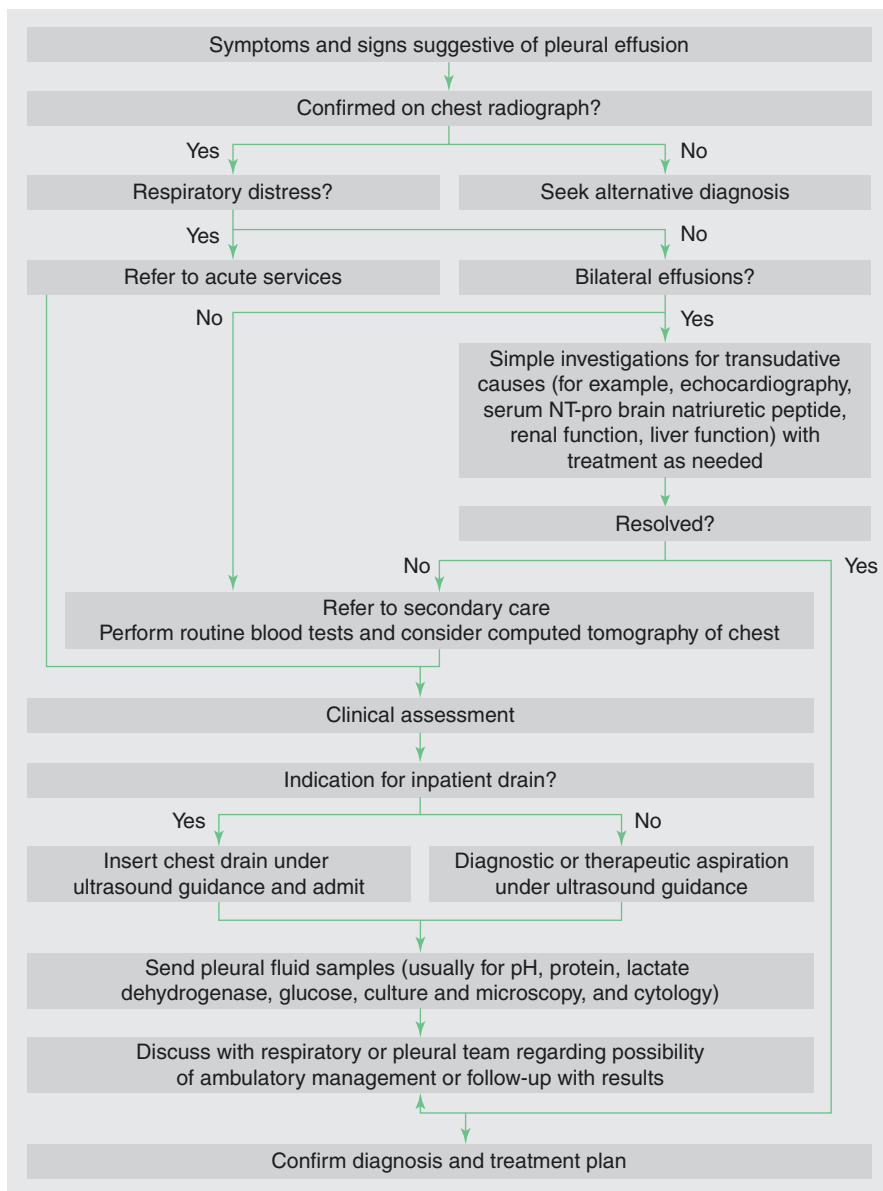 Symptoms and signs suggestive of pleural effusion
Confirmed on chest radiograph?
Yes
No
Respiratory distress?
Seek alternative diagnosis
Yes
No
Refer to acute services
Bilateral effusions?
No
Yes
Simple investigations for transudative
causes (for example, echocardiography,
serum NT-pro brain natriuretic peptide,
renal function, liver function) with
treatment as needed
Resolved?
No
Yes
Refer to secondary care
Perform routine blood tests and consider computed tomography of chest
Clinical assessment
Indication for inpatient drain?
Yes
No
Insert chest drain under
ultrasound guidance and admit
Diagnostic or therapeutic aspiration
under ultrasound guidance
Send pleural fluid samples (usually for pH, protein, lactate
dehydrogenase, glucose, culture and microscopy, and cytology)
Discuss with respiratory or pleural team regarding possibility
of ambulatory management or follow-up with results
Confirm diagnosis and treatment plan